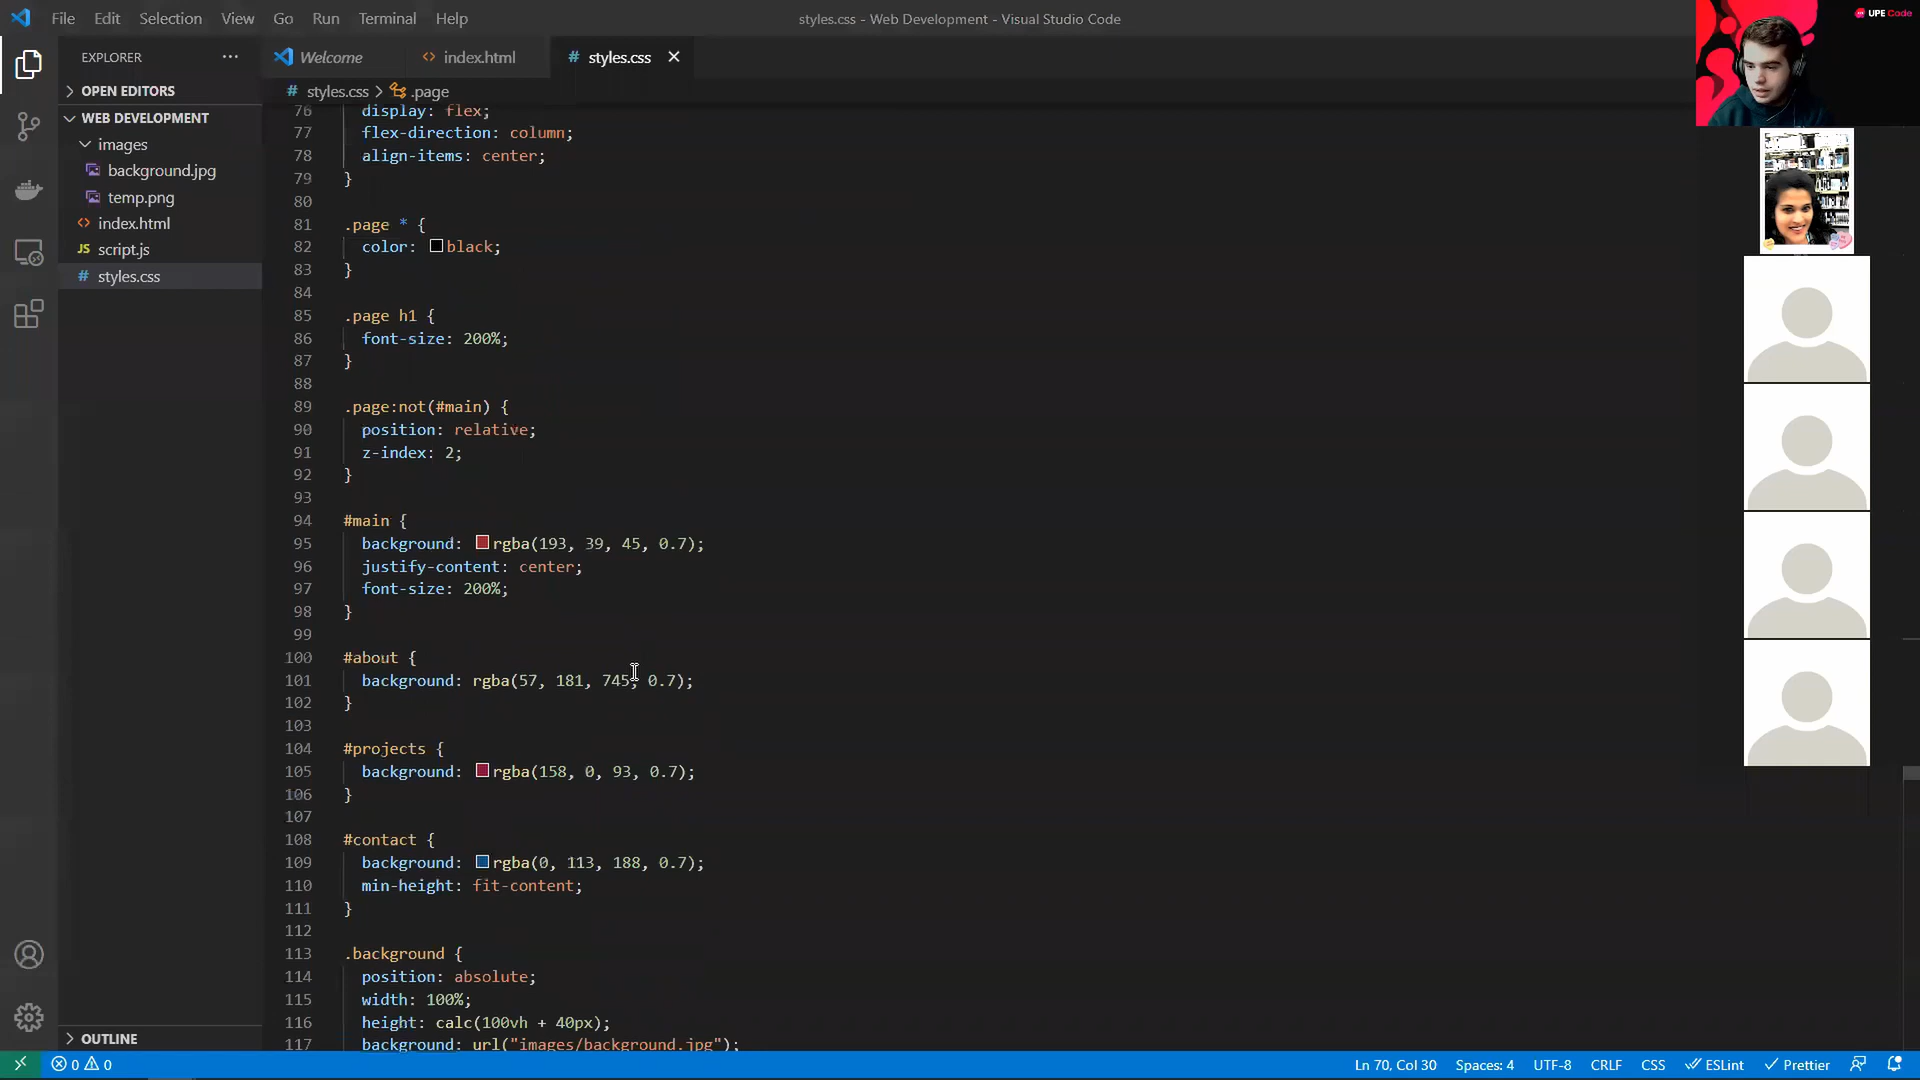 File Edit Selection View Go Run Terminal Help
styles.css - Web Development - Visual Studio Code
UPE Code
EXPLORER ...
Welcome
<> index.html
# styles.css ×
OPEN EDITORS
# styles.css > .page
WEB DEVELOPMENT
images
background.jpg
temp.png
<> index.html
JS script.js
# styles.css
76 display: flex;
77 flex-direction: column;
78 align-items: center;
79 }
80
81 .page * {
82 color: black;
83 }
84
85 .page h1 {
86 font-size: 200%;
87 }
88
89 .page:not(#main) {
90 position: relative;
91 z-index: 2;
92 }
93
94 #main {
95 background: rgba(193, 39, 45, 0.7);
96 justify-content: center;
97 font-size: 200%;
98 }
99
100 #about {
101 background: rgba(57, 181, 745, 0.7);
102 }
103
104 #projects {
105 background: rgba(158, 0, 93, 0.7);
106 }
107
108 #contact {
109 background: rgba(0, 113, 188, 0.7);
110 min-height: fit-content;
111 }
112
113 .background {
114 position: absolute;
115 width: 100%;
116 height: calc(100vh + 40px);
117 background: url("images/background.jpg");
OUTLINE
0 0
Ln 70, Col 30 Spaces: 4 UTF-8 CRLF CSS ESLint Prettier